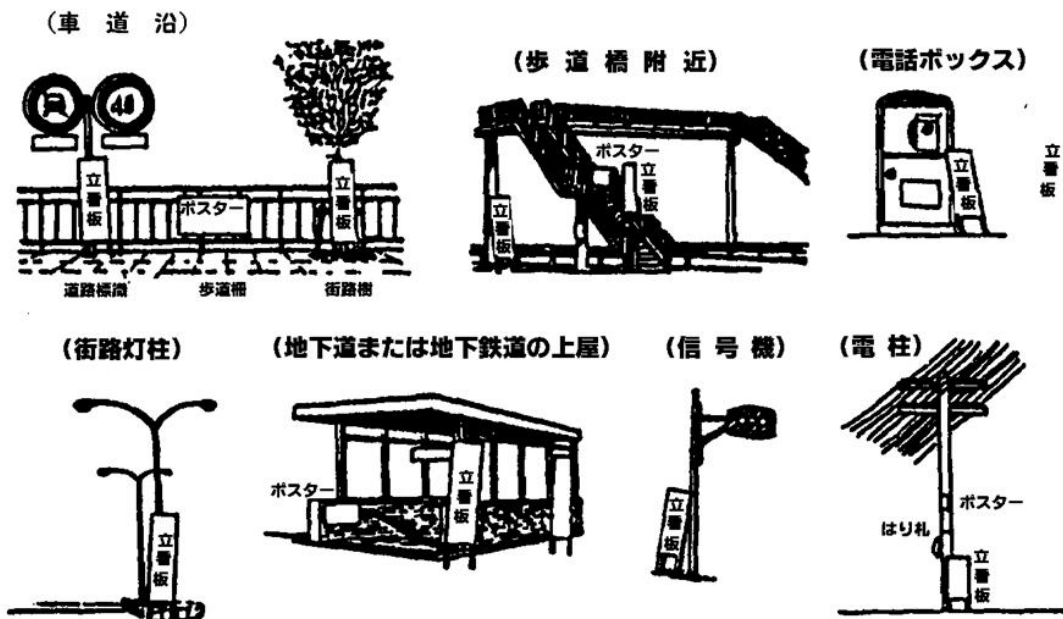 (車道沿)
立看板
ポスター
立看板
道路標識
歩道柵
街路樹
(歩道橋附近)
ポスター
立看板
立看板
(電話ボックス)
立看板
立看板
(街路灯柱)
立看板
(地下道または地下鉄道の上屋)
ポスター
立看板
(信号機)
立看板
(電柱)
ポスター
はり札
立看板